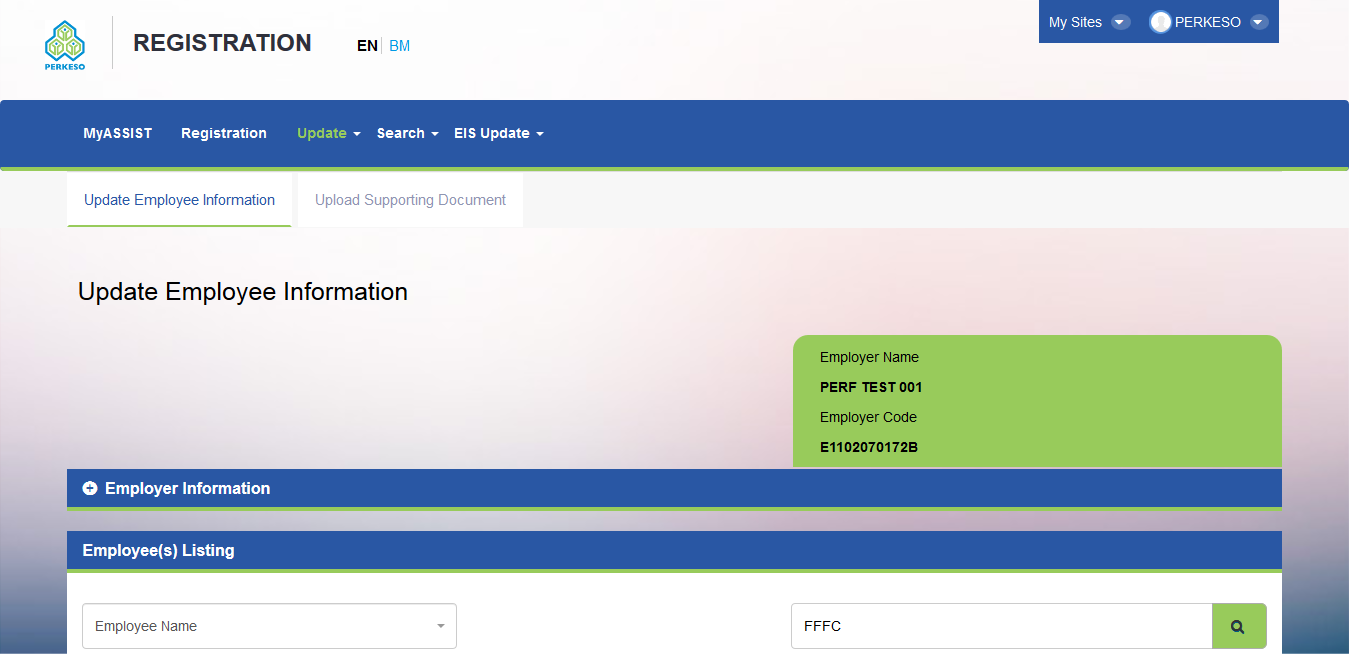 My Sites PERKESO
PERKESO
REGISTRATION EN BM
MyASSIST Registration Update Search EIS Update
Update Employee Information Upload Supporting Document
Update Employee Information
Employer Name
PERF TEST 001
Employer Code
E1102070172B
Employer Information
Employee(s) Listing
Employee Name FFFC